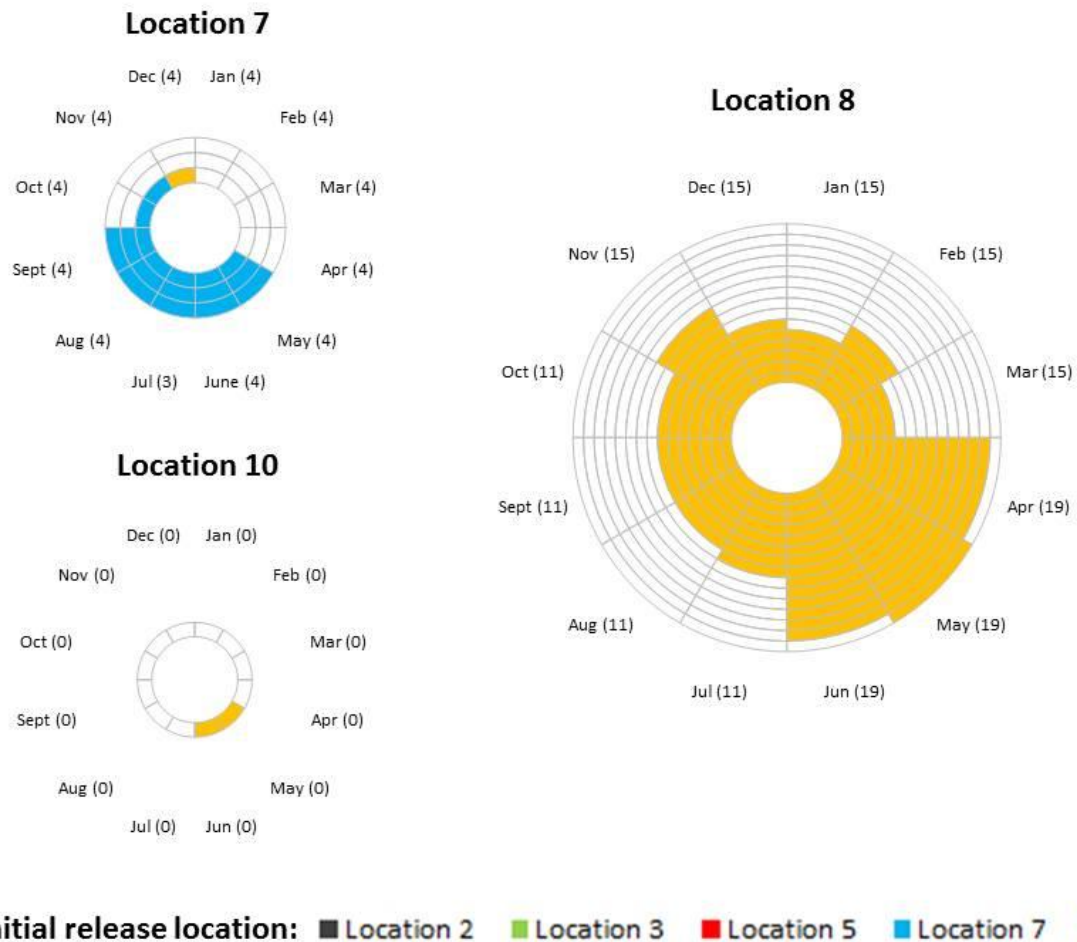 Location 7
Dec (4) Jan (4)
Nov (4) Feb (4)
Oct (4) Mar (4)
Sept (4) Apr (4)
Aug (4) May (4)
Jul (3) June (4)
Location 8
Dec (15) Jan (15)
Nov (15) Feb (15)
Oct (11) Mar (15)
Sept (11) Apr (19)
Aug (11) May (19)
Jul (11) Jun (19)
Location 10
Dec (0) Jan (0)
Nov (0) Feb (0)
Oct (0) Mar (0)
Sept (0) Apr (0)
Aug (0) May (0)
Jul (0) Jun (0)
nitial release location: Location 2 Location 3 Location 5 Location 7